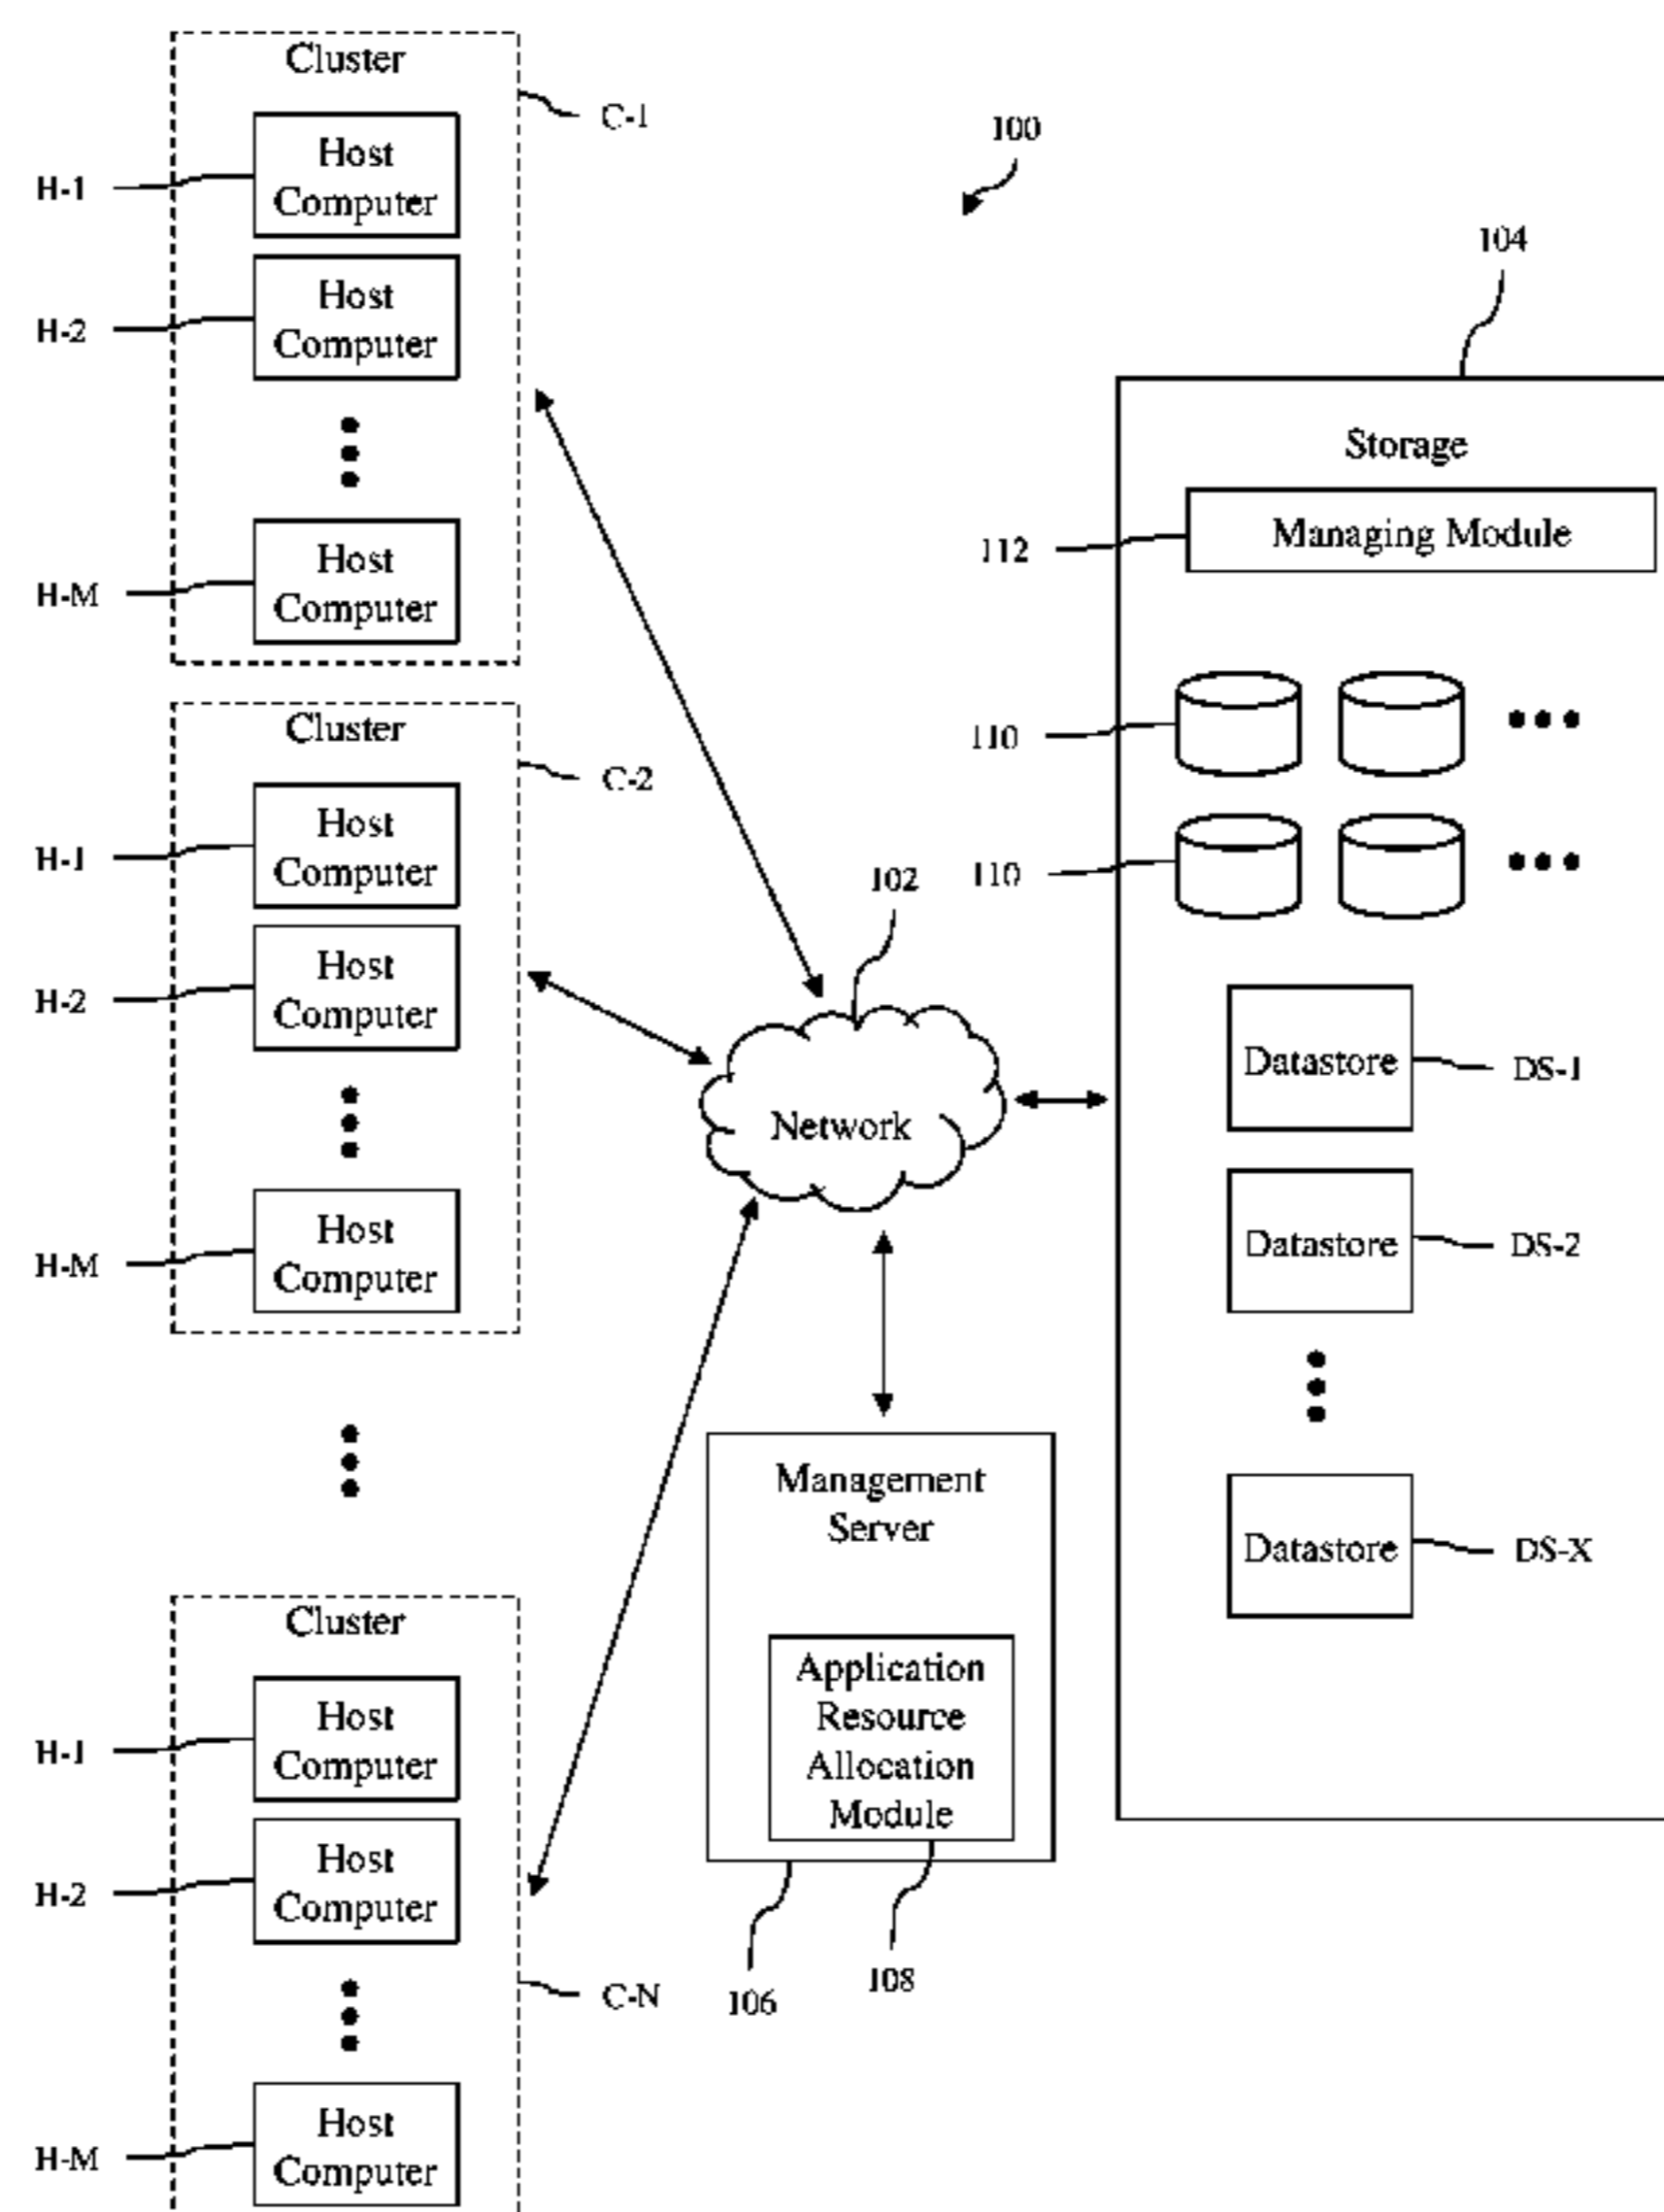 Cluster
C-1
Host
Computer
H-1
Host
Computer
H-2
Host
Computer
H-M
Cluster
C-2
Host
Computer
H-1
Host
Computer
H-2
Host
Computer
H-M
Cluster
Host
Computer
H-1
Host
Computer
H-2
C-N
Host
Computer
H-M
100
102
Network
Management
Server
Application
Resource
Allocation
Module
106
108
104
Storage
Managing Module
112
110
110
Datastore
DS-1
Datastore
DS-2
Datastore
DS-X